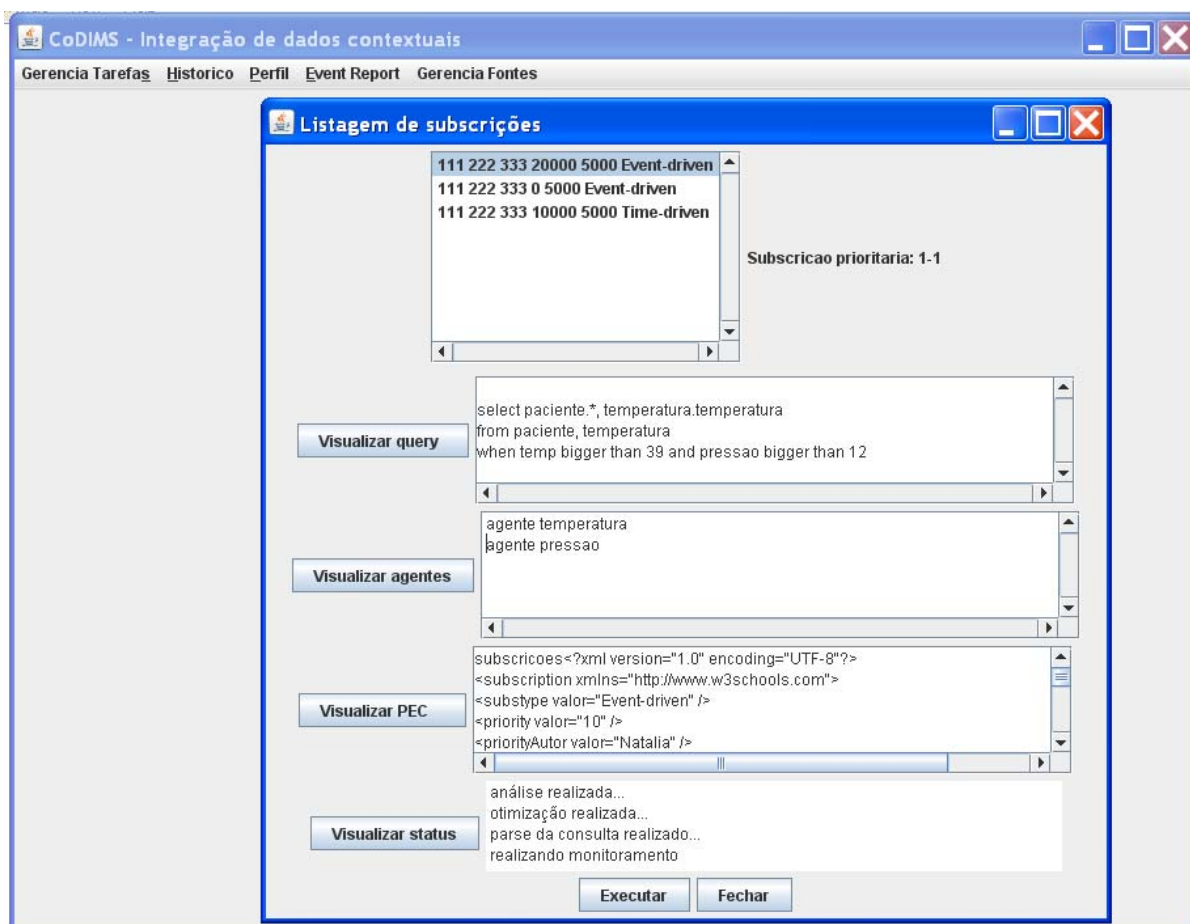 CoDIMS - Integração de dados contextuais
Gerencia Tarefas Historico Perfil Event Report Gerencia Fontes
Listagem de subscrições
111 222 333 20000 5000 Event-driven
111 222 333 0 5000 Event-driven
111 222 333 10000 5000 Time-driven
Subscricao prioritaria: 1-1
Visualizar query
select paciente.*, temperatura.temperatura
from paciente, temperatura
when temp bigger than 39 and pressao bigger than 12
Visualizar agentes
agente temperatura
agente pressao
Visualizar PEC
subscricoes<?xml version="1.0" encoding="UTF-8"?>
<subscription xmlns="http://www.w3schools.com">
<substype valor="Event-driven" />
<priority valor="10" />
<priorityAutor valor="Natalia" />
Visualizar status
análise realizada...
otimização realizada...
parse da consulta realizado...
realizando monitoramento
Executar Fechar